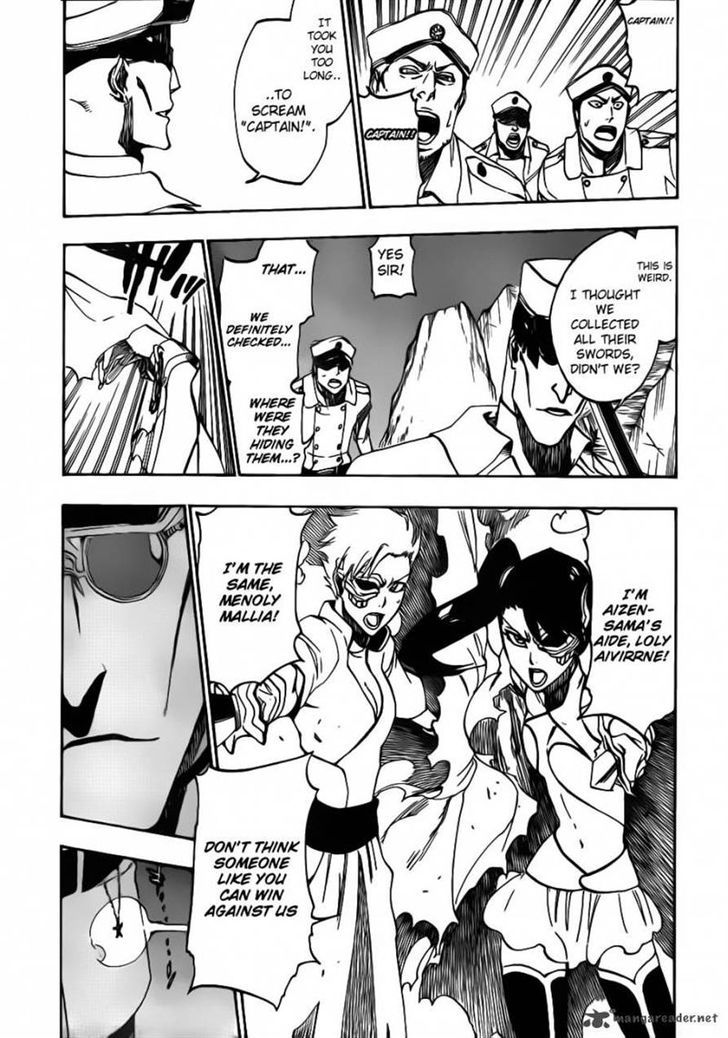 CAPTAIN!!
CAPTAIN!!
IT
TOOK
YOU
TOO
LONG..
..TO
SCREAM
"CAPTAIN!".
THIS IS
WEIRD.
I THOUGHT
WE
COLLECTED
ALL THEIR
SWORDS,
DIDN'T WE?
YES
SIR!
THAT...
WE
DEFINITELY
CHECKED...
WHERE
WERE
THEY
HIDING
THEM...?
I'M
AIZEN-
SAMA'S
AIDE, LOLY
AIVIRRNE!
I'M THE
SAME,
MENOLY
MALLIA!
DON'T THINK
SOMEONE
LIKE YOU
CAN WIN
AGAINST US
mangareader.net